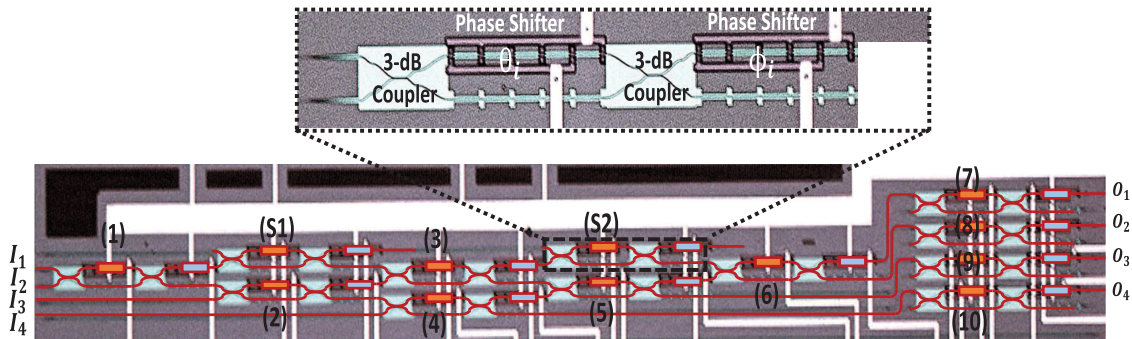 Phase Shifter Phase Shifter
3-dB θi 3-dB ϕi
Coupler Coupler
(1) (S1) (3) (S2) (7) O1
I1 (8) O2
I2 (9) O3
I3 O4
I4 (2) (4) (5) (6) (10)